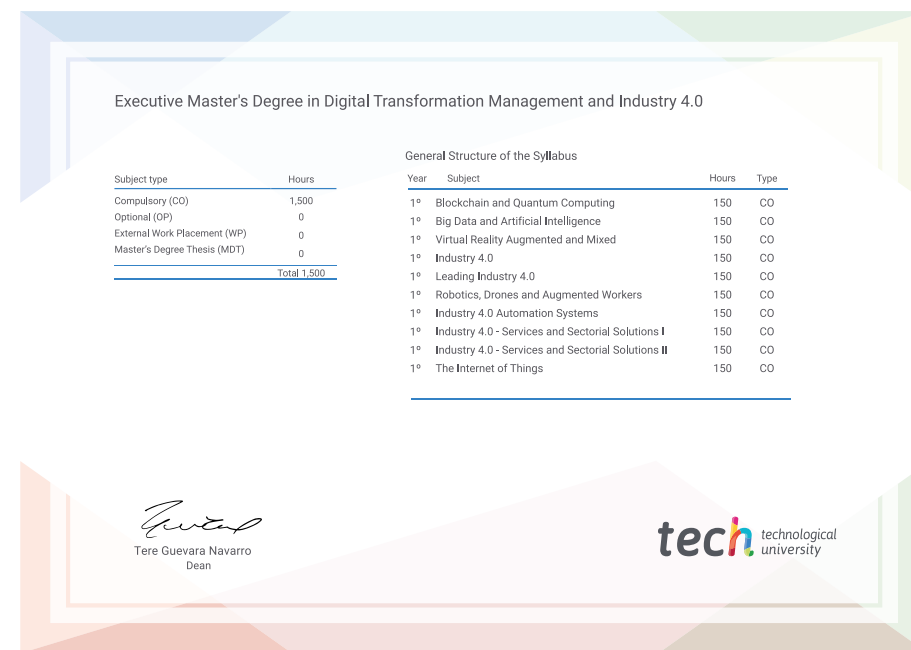 Executive Master's Degree in Digital Transformation Management and Industry 4.0
Subject type Hours
Compulsory (CO) 1,500
Optional (OP) 0
External Work Placement (WP) 0
Master's Degree Thesis (MDT) 0
Total 1,500
General Structure of the Syllabus
Year Subject Hours Type
1º Blockchain and Quantum Computing 150 CO
1º Big Data and Artificial Intelligence 150 CO
1º Virtual Reality Augmented and Mixed 150 CO
1º Industry 4.0 150 CO
1º Leading Industry 4.0 150 CO
1º Robotics, Drones and Augmented Workers 150 CO
1º Industry 4.0 Automation Systems 150 CO
1º Industry 4.0 - Services and Sectorial Solutions I 150 CO
1º Industry 4.0 - Services and Sectorial Solutions II 150 CO
1º The Internet of Things 150 CO
Tere Guevara Navarro
Dean
tech technological
university